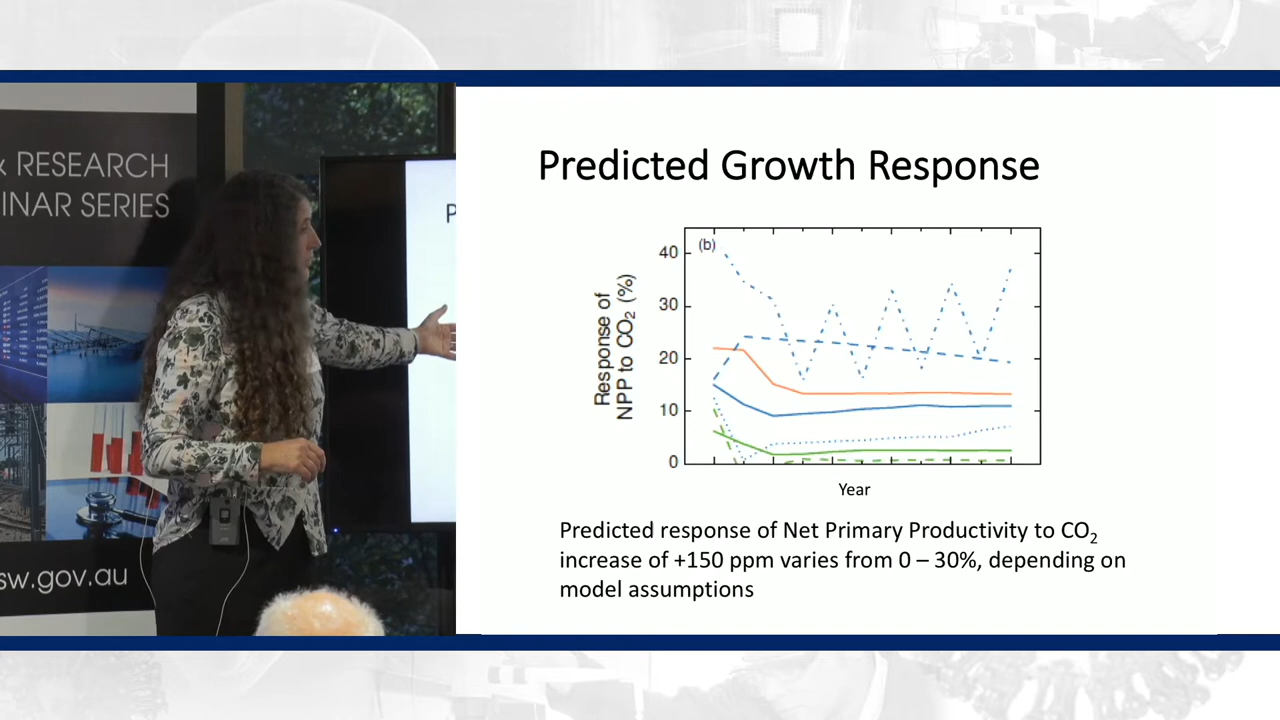 & RESEARCH
INAR SERIES
sw.gov.au
P
Predicted Growth Response
(b)
40
30
20
10
0
Response of
NPP to CO₂ (%)
Year
Predicted response of Net Primary Productivity to CO₂
increase of +150 ppm varies from 0 – 30%, depending on
model assumptions